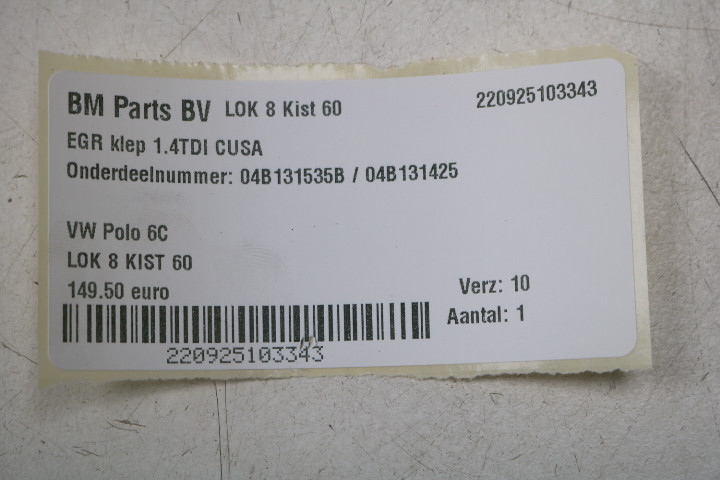 BM Parts BV LOK 8 Kist 60 220925103343
EGR klep 1.4TDI CUSA
Onderdeelnummer: 04B131535B / 04B131425
VW Polo 6C
LOK 8 KIST 60
149.50 euro Verz: 10
Aantal: 1
220925103343